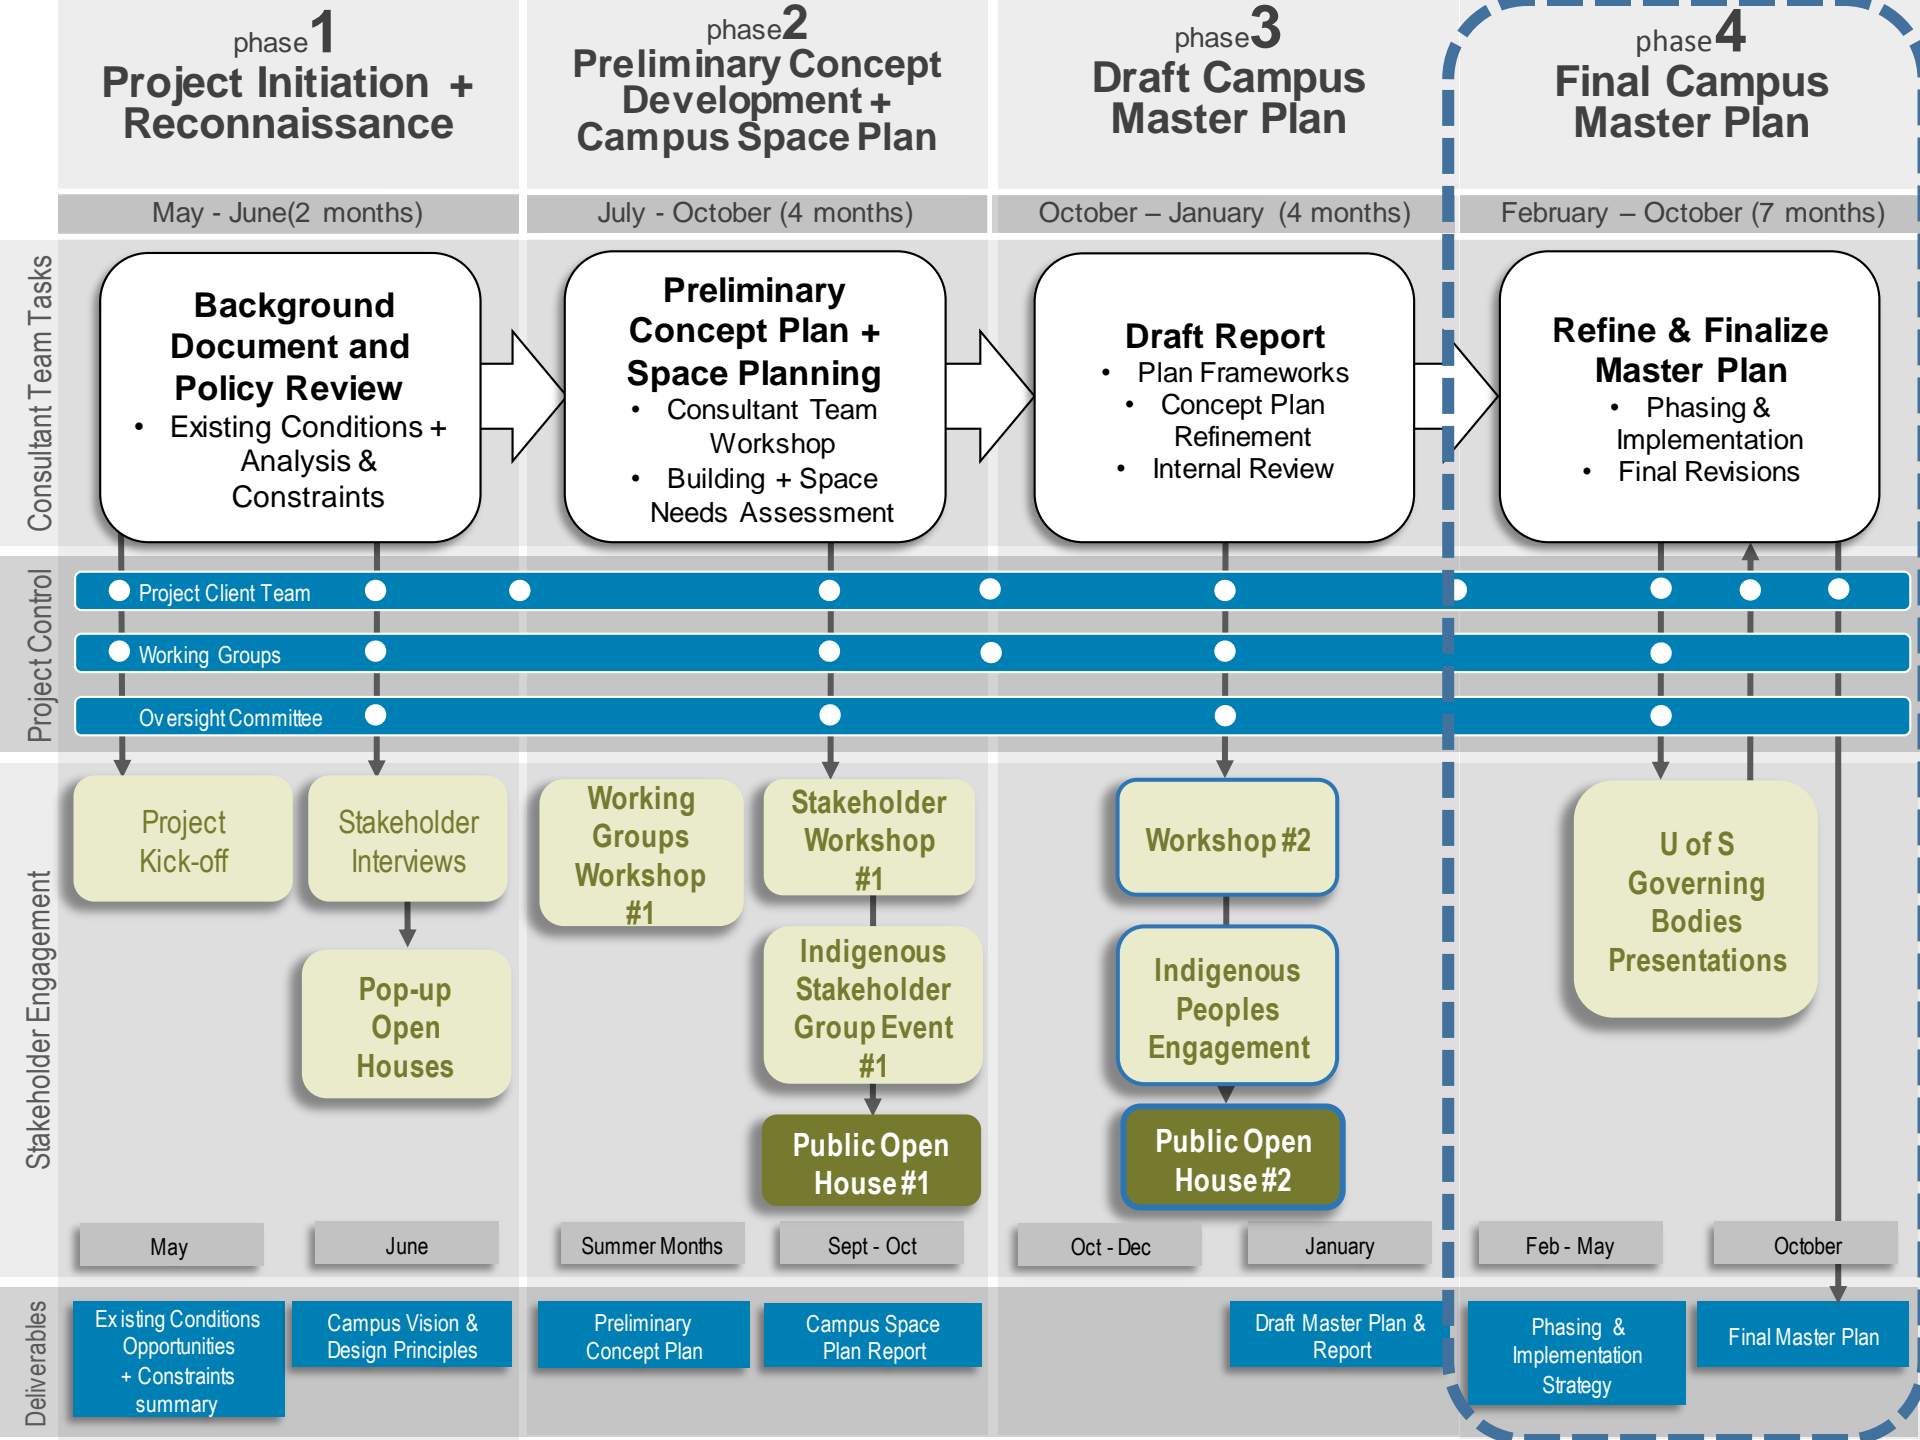 phase 1
Project Initiation +
Reconnaissance
phase2
Preliminary Concept
Development +
Campus Space Plan
phase3
Draft Campus
Master Plan
phase4
Final Campus
Master Plan
May - June(2 months)
July - October (4 months)
October – January (4 months)
February – October (7 months)
Consultant Team Tasks
Background
Document and
Policy Review
• Existing Conditions +
Analysis &
Constraints
Preliminary
Concept Plan +
Space Planning
• Consultant Team
Workshop
• Building + Space
Needs Assessment
Draft Report
• Plan Frameworks
• Concept Plan
Refinement
• Internal Review
Refine & Finalize
Master Plan
• Phasing &
Implementation
• Final Revisions
Project Control
Project Client Team
Working Groups
Oversight Committee
Stakeholder Engagement
Project
Kick-off
Stakeholder
Interviews
Pop-up
Open
Houses
Working
Groups
Workshop
#1
Stakeholder
Workshop
#1
Indigenous
Stakeholder
Group Event
#1
Public Open
House #1
Workshop #2
Indigenous
Peoples
Engagement
Public Open
House #2
U of S
Governing
Bodies
Presentations
May
June
Summer Months
Sept - Oct
Oct - Dec
January
Feb - May
October
Deliverables
Existing Conditions
Opportunities
+ Constraints
summary
Campus Vision &
Design Principles
Preliminary
Concept Plan
Campus Space
Plan Report
Draft Master Plan &
Report
Phasing &
Implementation
Strategy
Final Master Plan